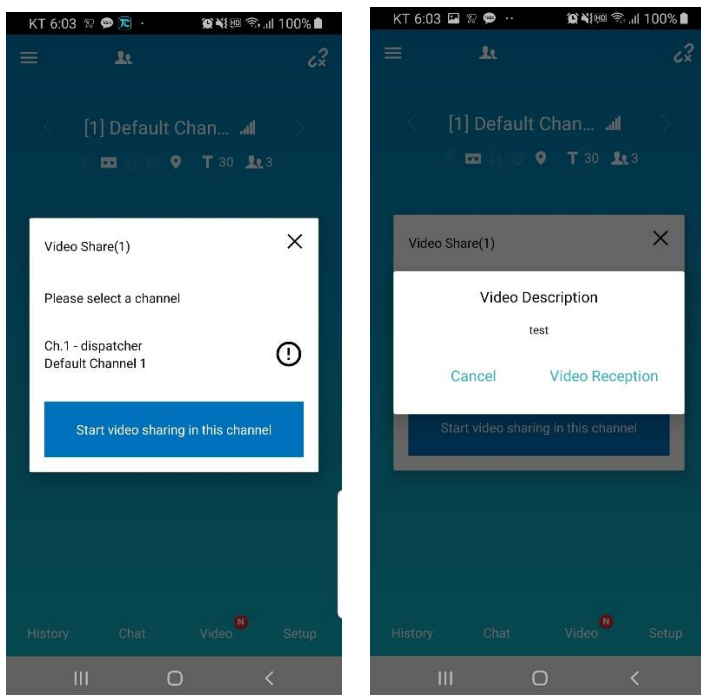 KT 6:03
100%
[1] Default Chan...
T 30 3
Video Share(1)
Please select a channel
Ch.1 - dispatcher
Default Channel 1
Start video sharing in this channel
History Chat Video N Setup
KT 6:03
100%
[1] Default Chan...
T 30 3
Video Share(1)
Video Description
test
Cancel Video Reception
Start video sharing in this channel
History Chat Video N Setup